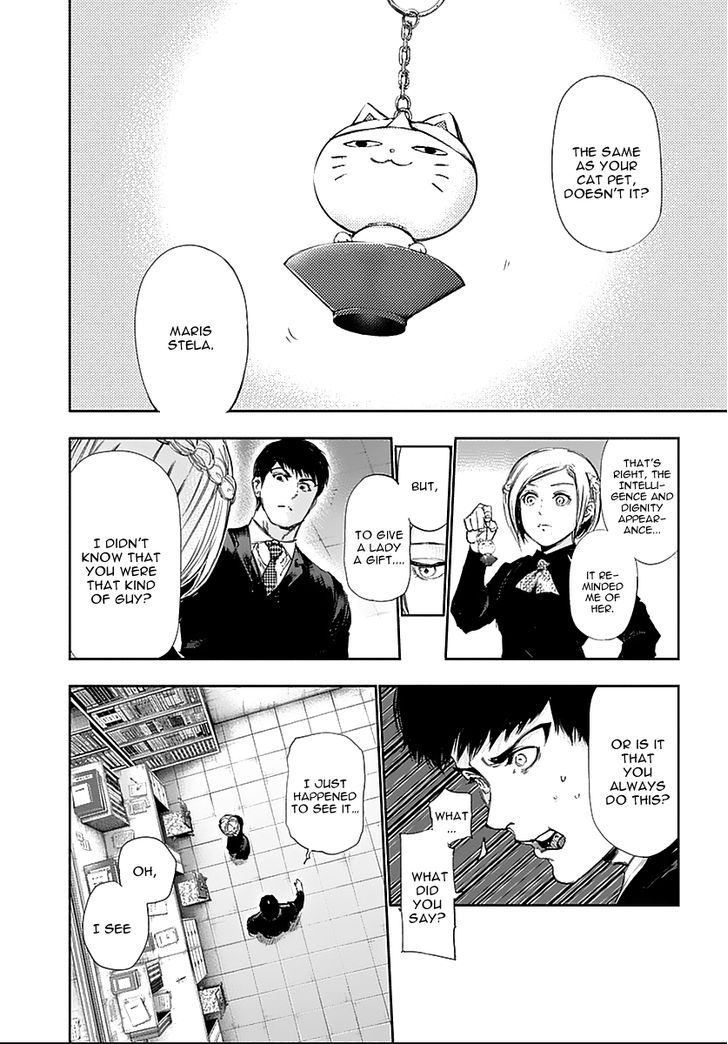 THE SAME
AS YOUR
CAT PET,
DOESN'T IT?
MARIS
STELA.
THAT'S
RIGHT, THE
INTELLI-
GENCE AND
DIGNITY
APPEAR-
ANCE...
IT RE-
MINDED
ME OF
HER.
BUT,
TO GIVE
A LADY
A GIFT....
I DIDN'T
KNOW THAT
YOU WERE
THAT KIND
OF GUY?
OR IS IT
THAT
YOU
ALWAYS
DO THIS?
WHAT
...
WHAT
DID
YOU
SAY?
I JUST
HAPPENED
TO SEE IT...
OH,
I SEE